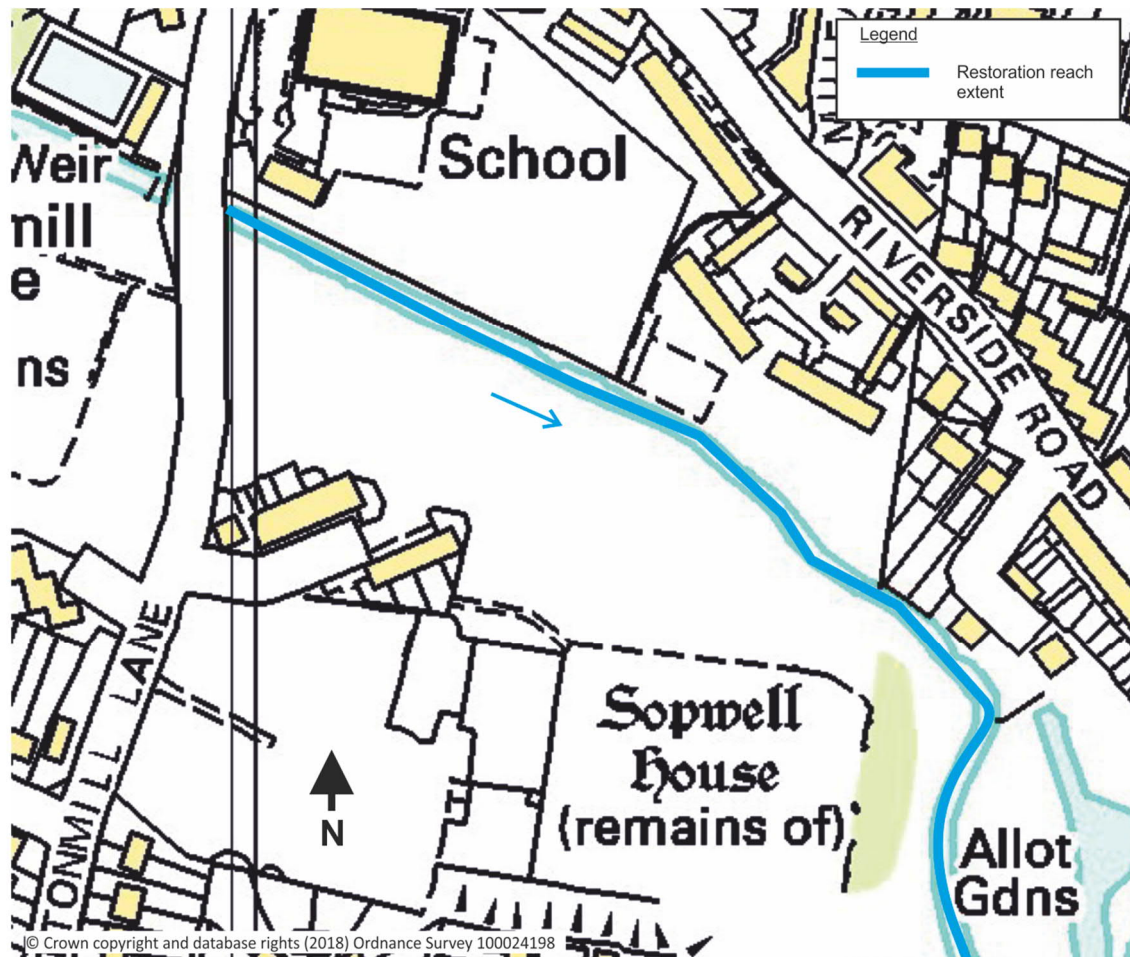 Legend
Restoration reach
extent
School
Weir
mill
e
ns
RIVERSIDE ROAD
TONMILL LANE
Sopwell
House
(remains of)
N
Allot
Gdns
© Crown copyright and database rights (2018) Ordnance Survey 100024198